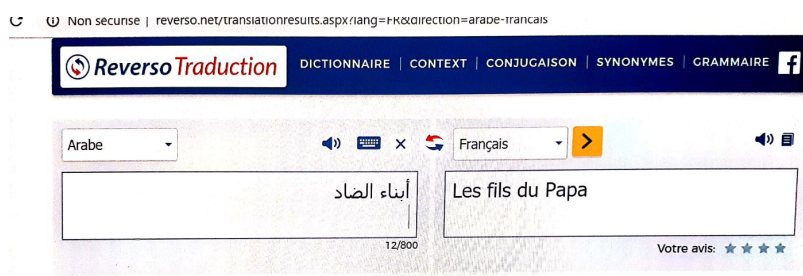 Non sécurisé | reverso.net/translationresults.aspx?lang=FR&direction=arabe-francais
Reverso Traduction DICTIONNAIRE | CONTEXT | CONJUGAISON | SYNONYMES | GRAMMAIRE f
Arabe Français
أبناء الضاد
Les fils du Papa
12/800
Votre avis: